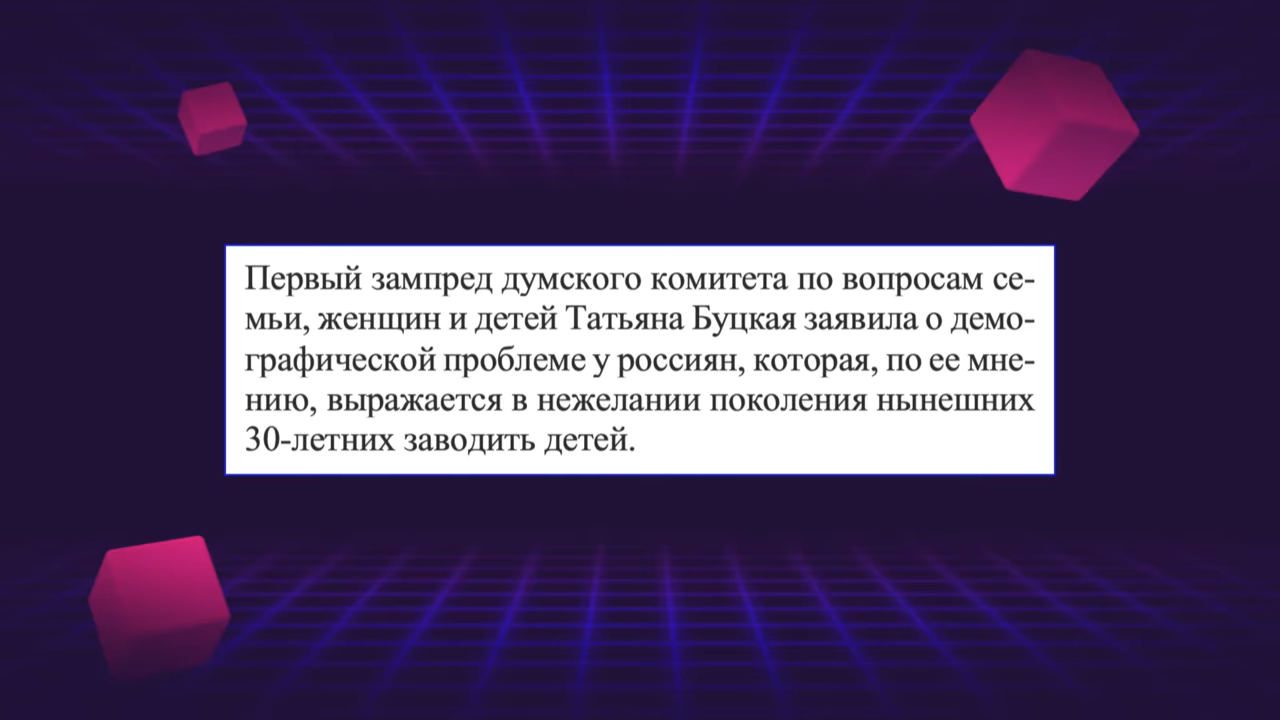 Первый зампред думского комитета по вопросам се-
мьи, женщин и детей Татьяна Буцкая заявила о демо-
графической проблеме у россиян, которая, по ее мне-
нию, выражается в нежелании поколения нынешних
30-летних заводить детей.